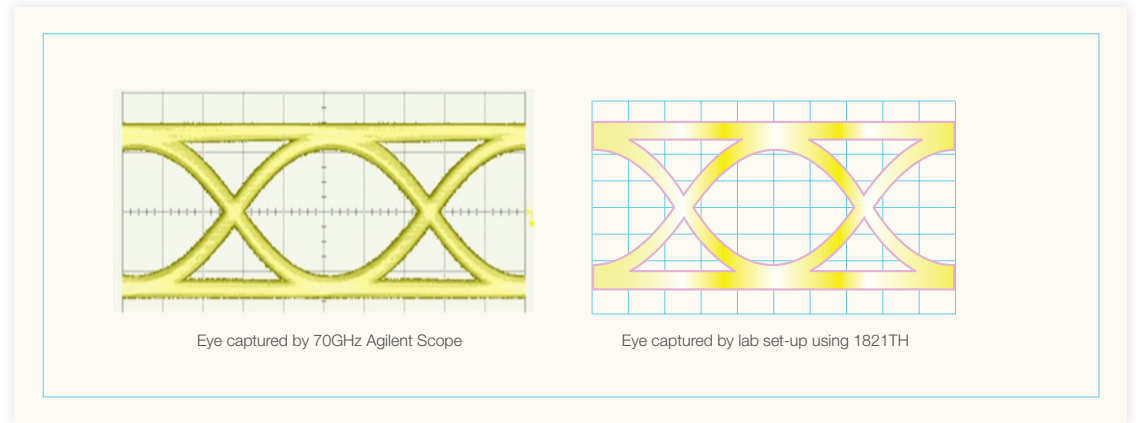 Eye captured by 70GHz Agilent Scope
Eye captured by lab set-up using 1821TH